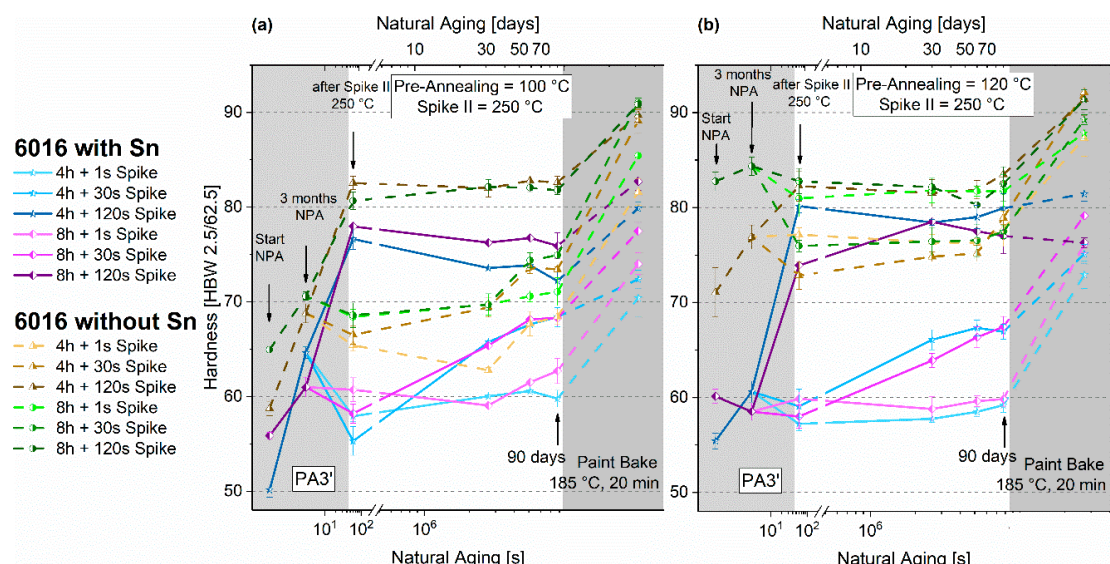 6016 with Sn
4h + 1s Spike
4h + 30s Spike
4h + 120s Spike
8h + 1s Spike
8h + 30s Spike
8h + 120s Spike
6016 without Sn
4h + 1s Spike
4h + 30s Spike
4h + 120s Spike
8h + 1s Spike
8h + 30s Spike
8h + 120s Spike
(a)
Natural Aging [days]
10 30 50 70
after Spike II
250 °C
Pre-Annealing = 100 °C
Spike II = 250 °C
3 months
NPA
Start
NPA
Hardness [HBW 2.5/62.5]
90
80
70
60
50
PA3'
90 days
Paint Bake
185 °C, 20 min
10¹ 10² 10⁶
Natural Aging [s]
(b)
Natural Aging [days]
10 30 50 70
3 months
NPA
after Spike II
250 °C
Pre-Annealing = 120 °C
Spike II = 250 °C
Start
NPA
90
80
70
60
50
PA3'
90 days
Paint Bake
185 °C, 20 min
10¹ 10² 10⁶
Natural Aging [s]